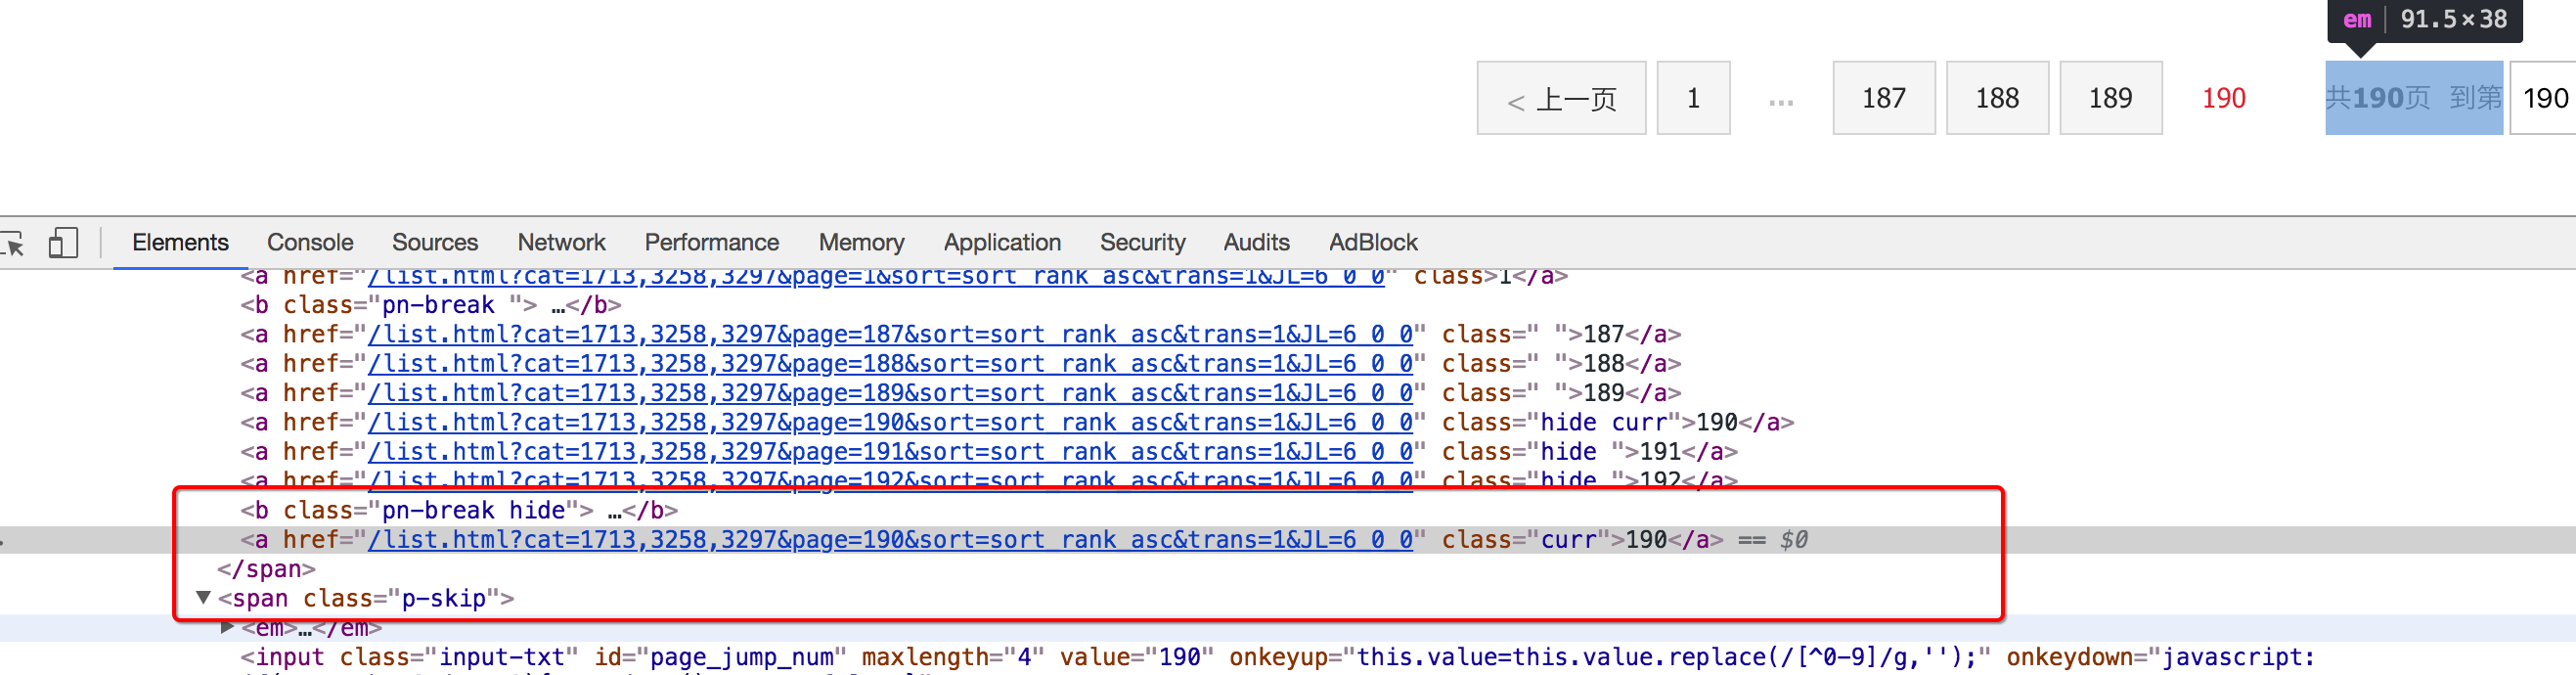 em | 91.5×38
< 上一页 1 ... 187 188 189 190 共190页 到第 190
Elements Console Sources Network Performance Memory Application Security Audits AdBlock
<a href="/list.html?cat=1713,3258,3297&page=1&sort=sort_rank_asc&trans=1&JL=6_0_0" class>1</a>
<b class="pn-break "> …</b>
<a href="/list.html?cat=1713,3258,3297&page=187&sort=sort_rank_asc&trans=1&JL=6_0_0" class=" ">187</a>
<a href="/list.html?cat=1713,3258,3297&page=188&sort=sort_rank_asc&trans=1&JL=6_0_0" class=" ">188</a>
<a href="/list.html?cat=1713,3258,3297&page=189&sort=sort_rank_asc&trans=1&JL=6_0_0" class=" ">189</a>
<a href="/list.html?cat=1713,3258,3297&page=190&sort=sort_rank_asc&trans=1&JL=6_0_0" class="hide curr">190</a>
<a href="/list.html?cat=1713,3258,3297&page=191&sort=sort_rank_asc&trans=1&JL=6_0_0" class="hide ">191</a>
<a href="/list.html?cat=1713,3258,3297&page=192&sort=sort_rank_asc&trans=1&JL=6_0_0" class="hide ">192</a>
<b class="pn-break hide"> …</b>
<a href="/list.html?cat=1713,3258,3297&page=190&sort=sort_rank_asc&trans=1&JL=6_0_0" class="curr">190</a> == $0
</span>
▼<span class="p-skip">
▶<em>…</em>
<input class="input-txt" id="page_jump_num" maxlength="4" value="190" onkeyup="this.value=this.value.replace(/[^0-9]/g,'');" onkeydown="javascript: